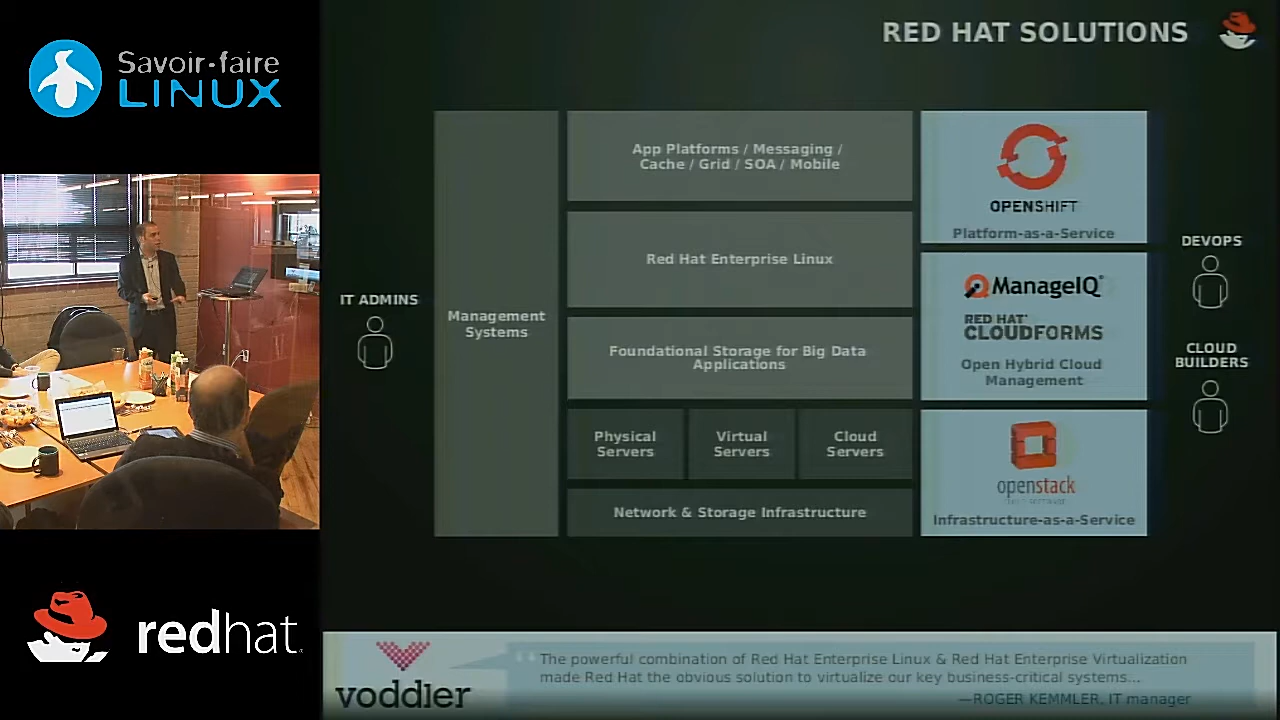 Savoir-faire
LINUX
redhat
RED HAT SOLUTIONS
IT ADMINS
Management
Systems
App Platforms / Messaging /
Cache / Grid / SOA / Mobile
Red Hat Enterprise Linux
Foundational Storage for Big Data
Applications
Physical
Servers
Virtual
Servers
Cloud
Servers
Network & Storage Infrastructure
OPENSHIFT
Platform-as-a-Service
ManageIQ
RED HAT
CLOUDFORMS
Open Hybrid Cloud
Management
openstack
Infrastructure-as-a-Service
DEVOPS
CLOUD
BUILDERS
voddler
“ The powerful combination of Red Hat Enterprise Linux & Red Hat Enterprise Virtualization
made Red Hat the obvious solution to virtualize our key business-critical systems...
—ROGER KEMMLER, IT manager